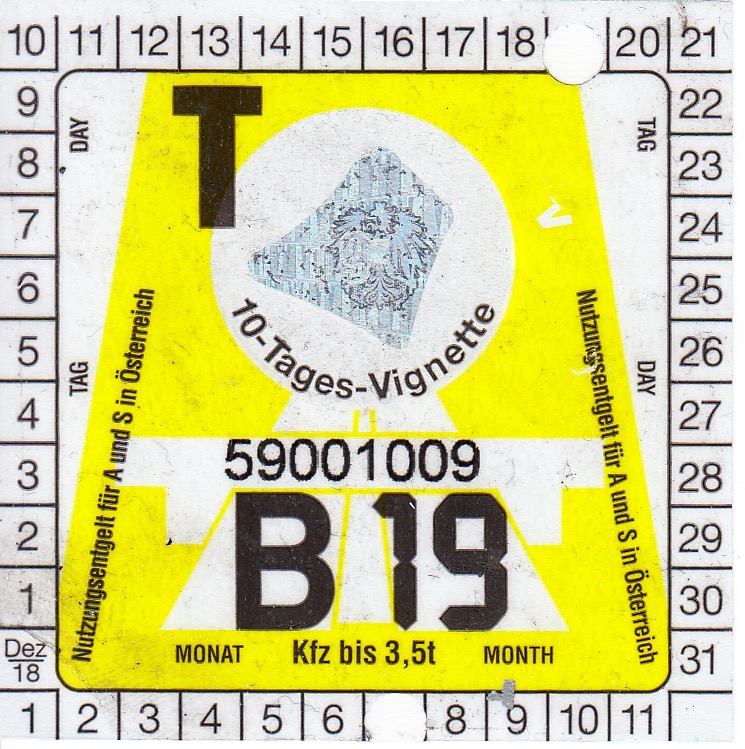 10 11 12 13 14 15 16 17 18 20 21
9 22
8 23
7 24
6 25
5 26
4 27
3 28
2 29
1 30
Dez
18
31
1 2 3 4 5 6 8 9 10 11
DAY
TAG
T
TAG
DAY
Nutzungsentgelt für A und S in Österreich
Nutzungsentgelt für A und S in Österreich
10-Tages-Vignette
59001009
B 19
MONAT Kfz bis 3,5t MONTH